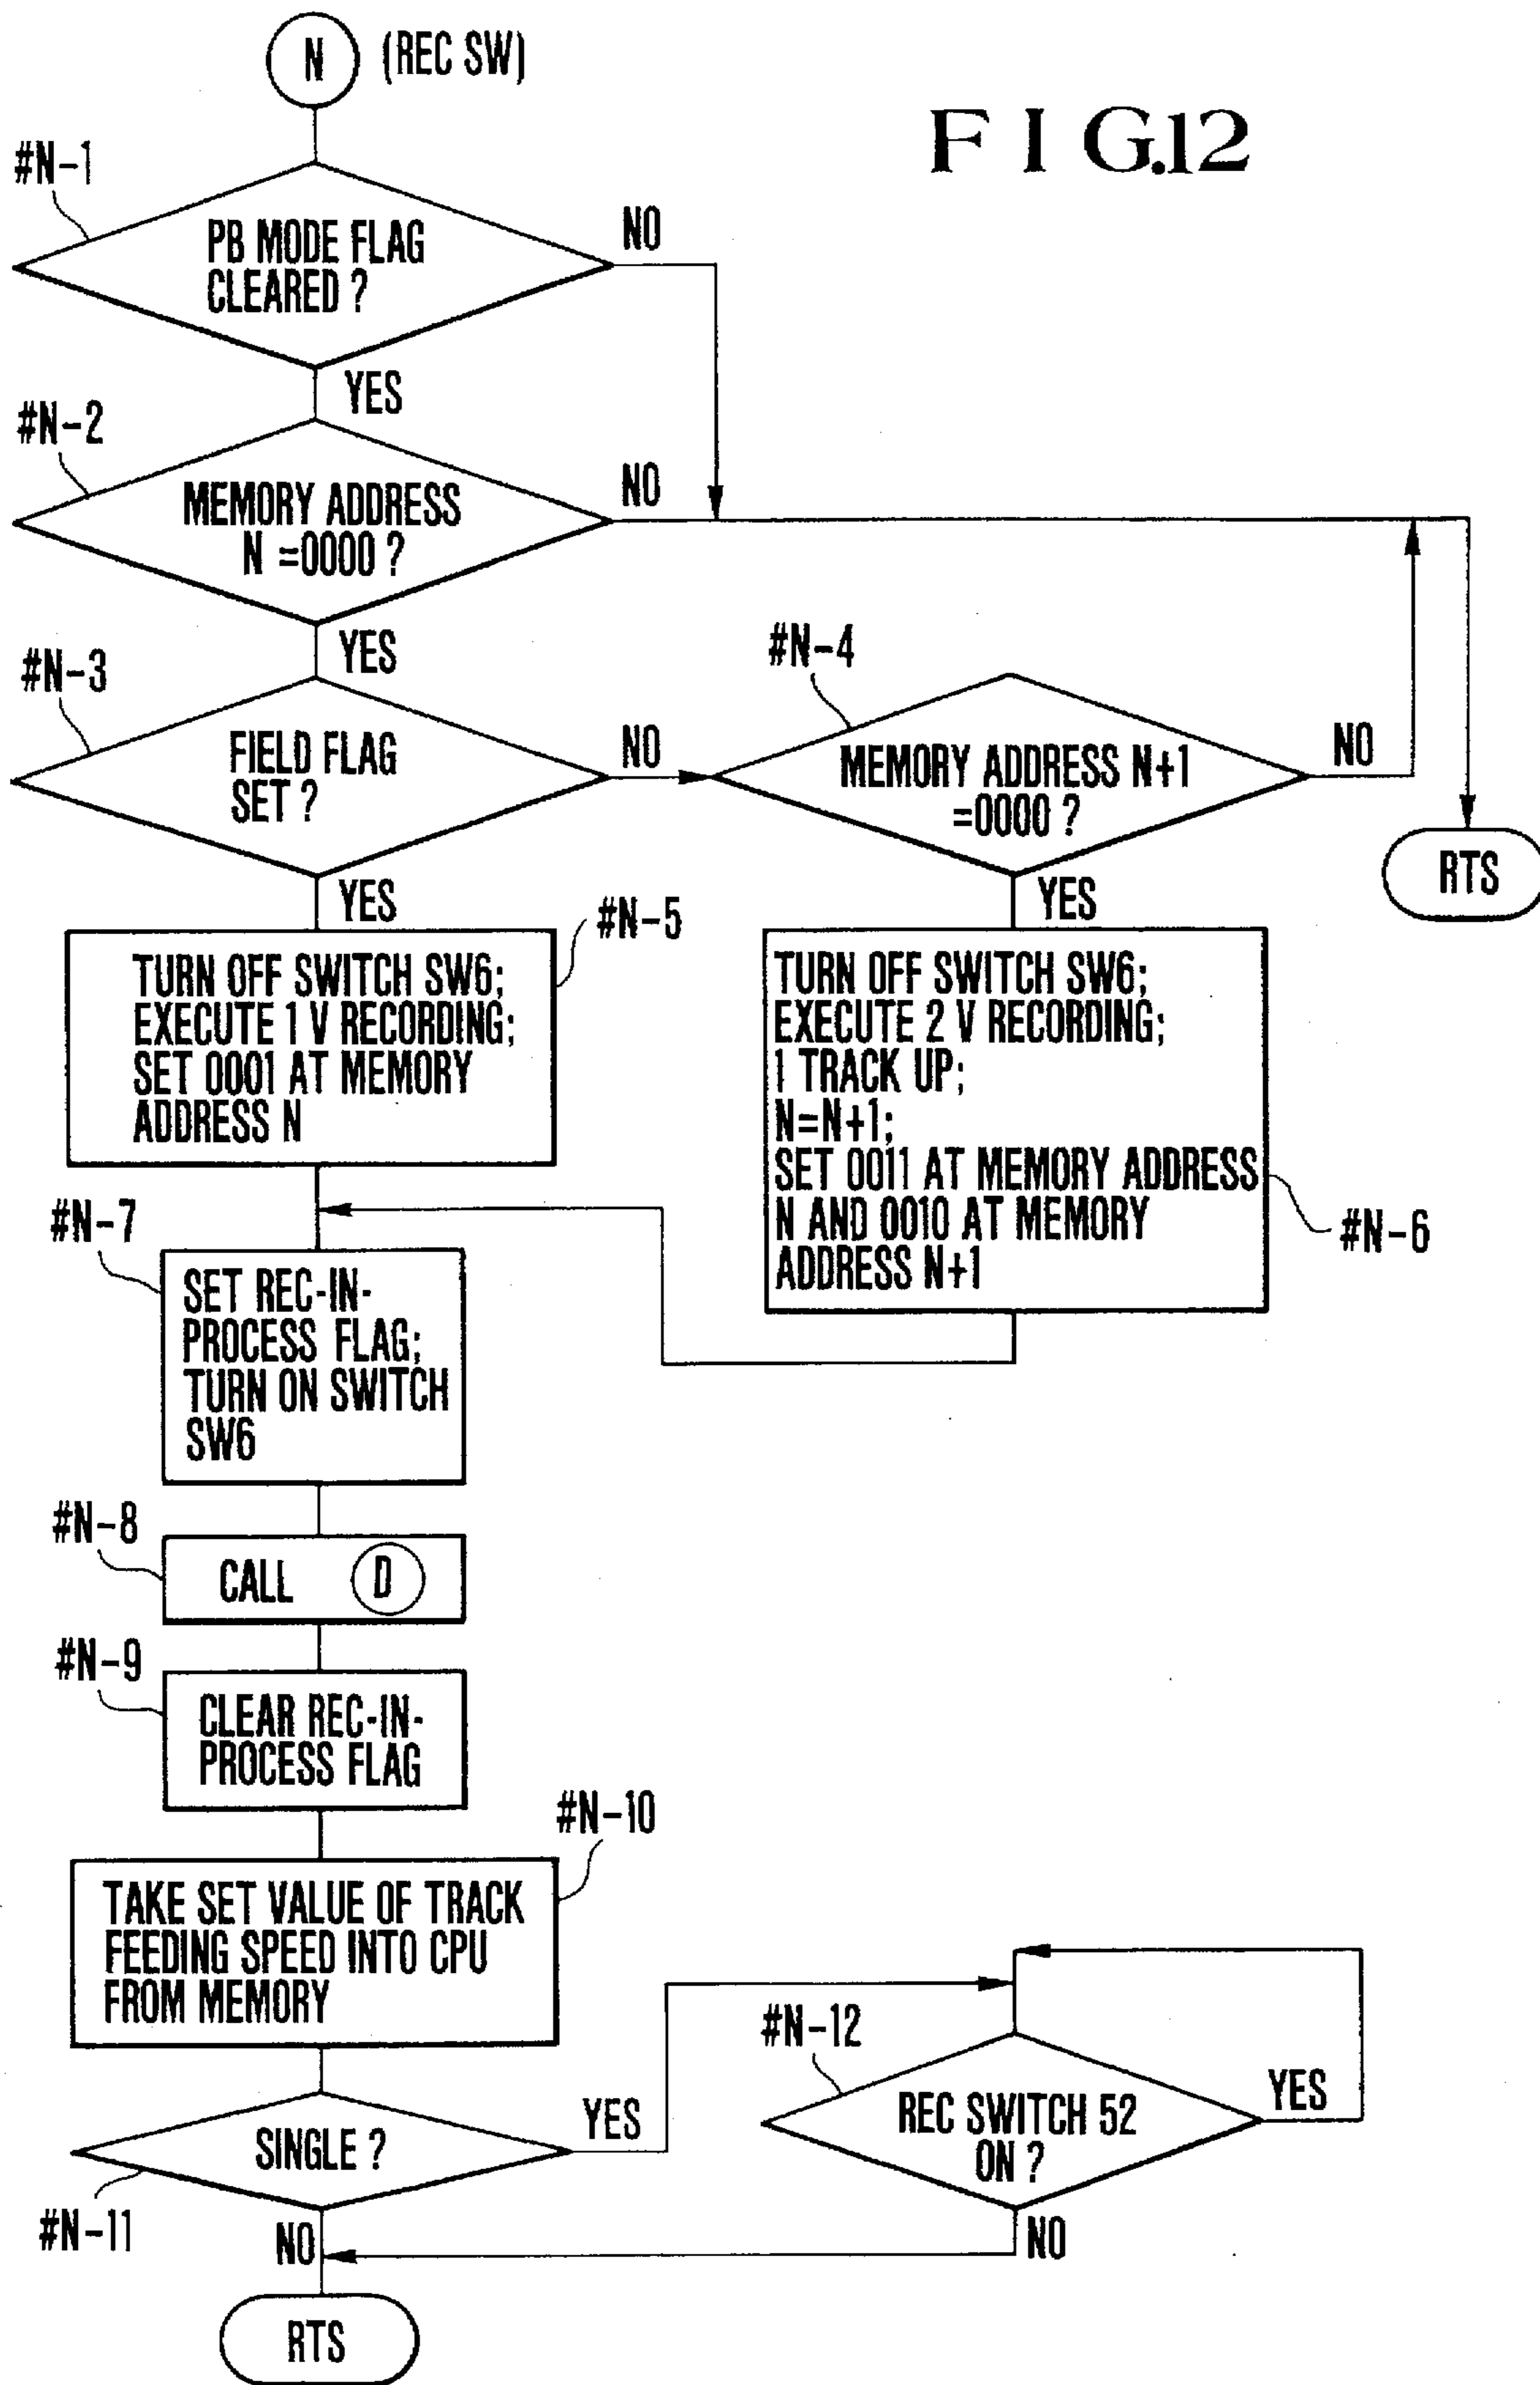 N (REC SW)
F I G.12
#N-1
PB MODE FLAG
CLEARED ?
NO
YES
#N-2
MEMORY ADDRESS
N =0000 ?
NO
YES
#N-3
FIELD FLAG
SET ?
NO
#N-4
MEMORY ADDRESS N+1
=0000 ?
NO
RTS
YES
YES
#N-5
TURN OFF SWITCH SW6;
EXECUTE 1 V RECORDING;
SET 0001 AT MEMORY
ADDRESS N
TURN OFF SWITCH SW6;
EXECUTE 2 V RECORDING;
1 TRACK UP;
N=N+1;
SET 0011 AT MEMORY ADDRESS
N AND 0010 AT MEMORY
ADDRESS N+1
#N-6
#N-7
SET REC-IN-
PROCESS FLAG;
TURN ON SWITCH
SW6
#N-8
CALL D
#N-9
CLEAR REC-IN-
PROCESS FLAG
#N-10
TAKE SET VALUE OF TRACK
FEEDING SPEED INTO CPU
FROM MEMORY
#N-11
SINGLE ?
YES
#N-12
REC SWITCH 52
ON ?
YES
NO
NO
RTS